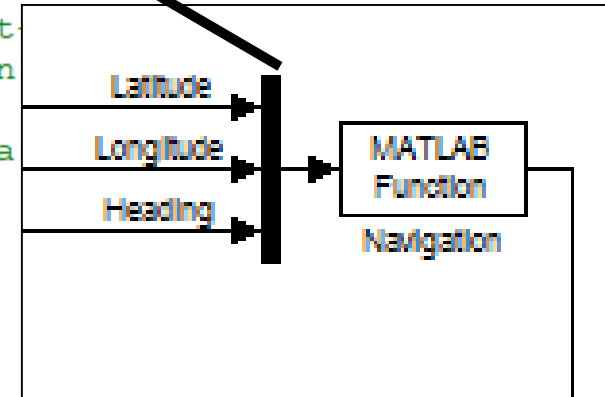 t-
n
a
Latitude
Longitude
Heading
MATLAB
Function
Navigation